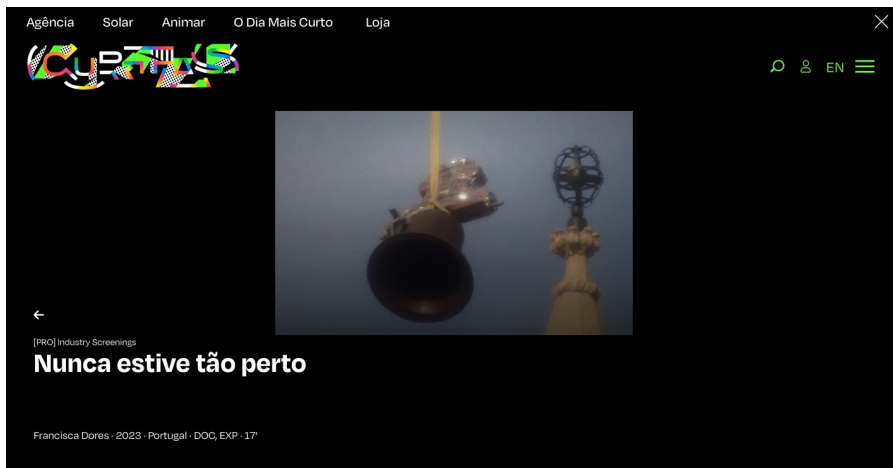 Agência Solar Animar O Dia Mais Curto Loja
CURTAS
EN
[PRO] Industry Screenings
Nunca estive tão perto
Francisca Dores · 2023 · Portugal · DOC, EXP · 17'